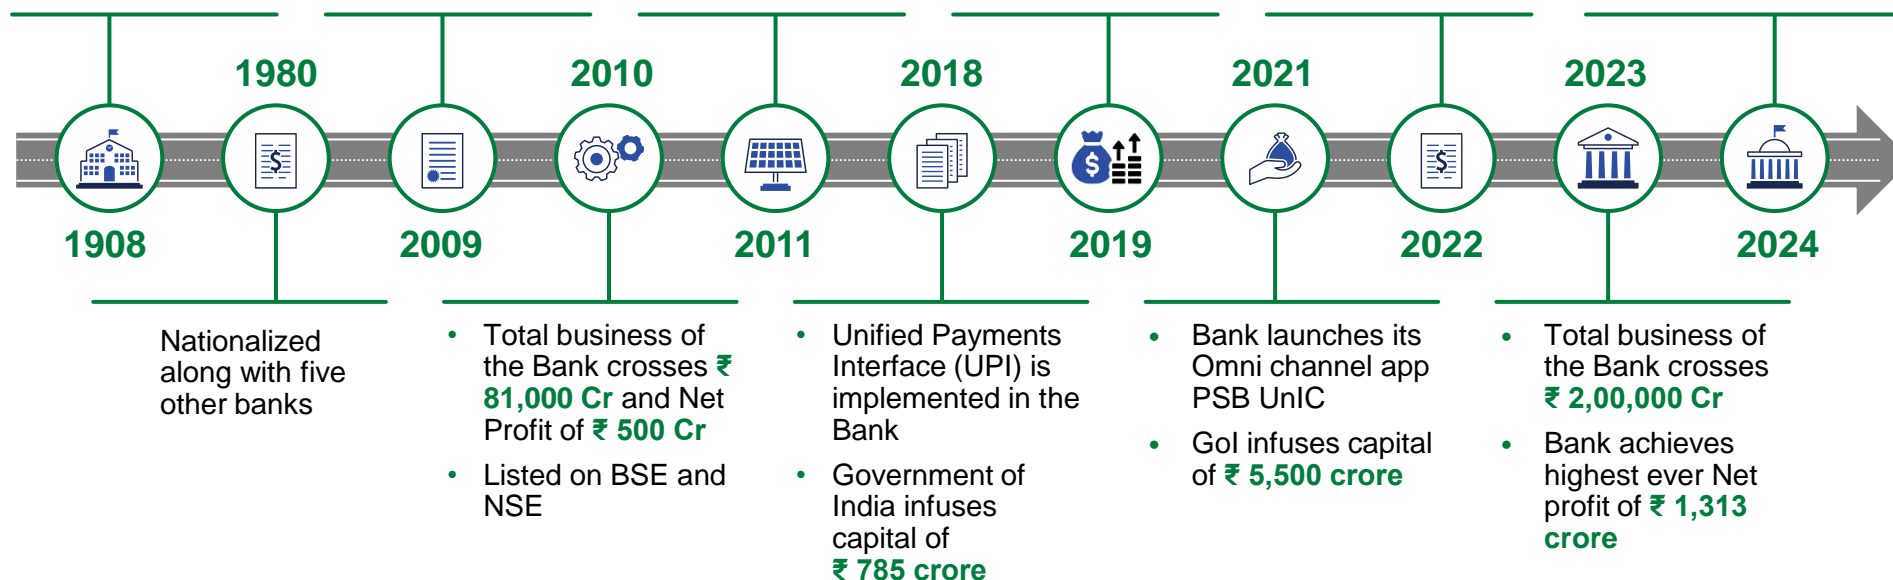 1980
2010
2018
2021
2023
1908
2009
2011
2019
2022
2024
Nationalized
along with five
other banks
• Total business of
the Bank crosses ₹
81,000 Cr and Net
Profit of ₹ 500 Cr
• Listed on BSE and
NSE
• Unified Payments
Interface (UPI) is
implemented in the
Bank
• Government of
India infuses
capital of
₹ 785 crore
• Bank launches its
Omni channel app
PSB UnIC
• GoI infuses capital
of ₹ 5,500 crore
• Total business of
the Bank crosses
₹ 2,00,000 Cr
• Bank achieves
highest ever Net
profit of ₹ 1,313
crore